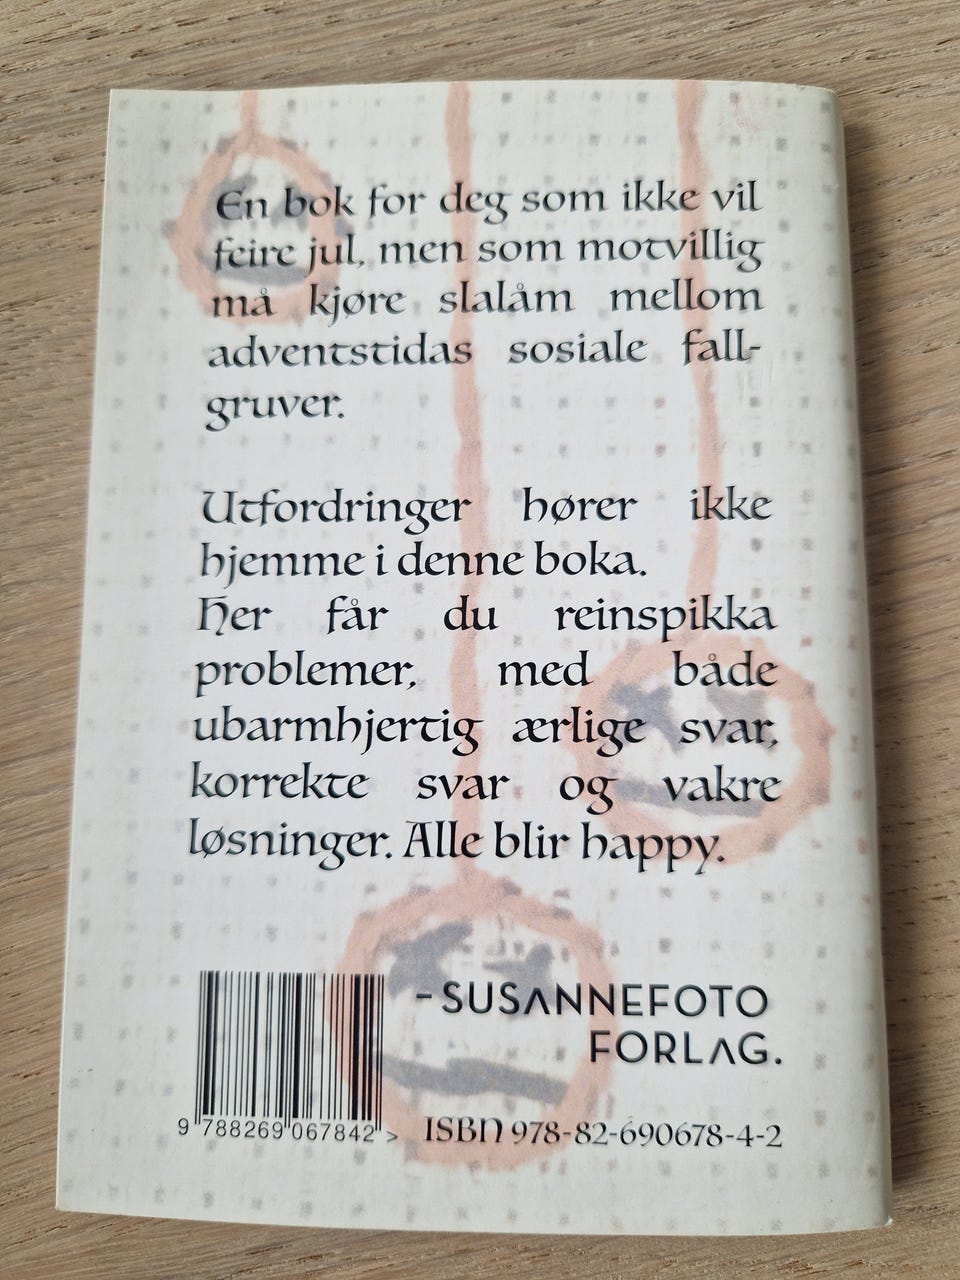 En bok for deg som ikke vil
feire jul, men som motvillig
må kjøre slalåm mellom
adventstidas sosiale fall-
gruver.
Utfordringer hører ikke
hjemme i denne boka.
Her får du reinspikka
problemer, med både
ubarmhjertig ærlige svar,
korrekte svar og vakre
løsninger. Alle blir happy.
-SUSANNEFOTO
FORLAG.
9 788269 067842 >
ISBN 978-82-690678-4-2